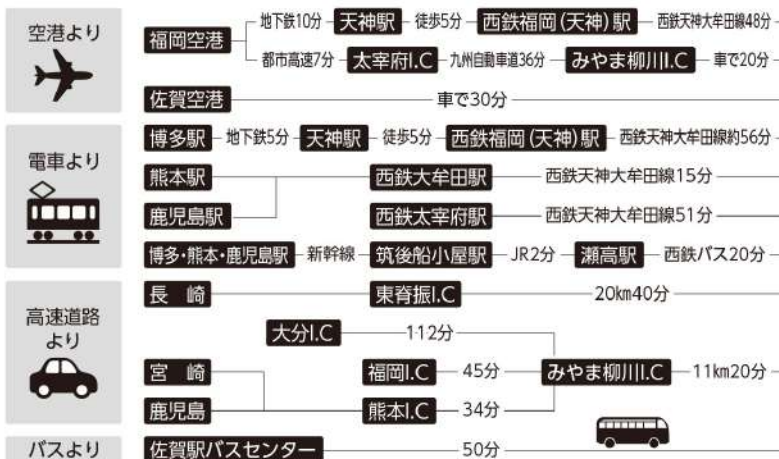 空港より
福岡空港 地下鉄10分 天神駅 徒歩5分 西鉄福岡(天神)駅 西鉄天神大牟田線48分
都市高速7分 太宰府I.C 九州自動車道36分 みやま柳川I.C 車で20分
佐賀空港 車で30分
電車より
博多駅 地下鉄5分 天神駅 徒歩5分 西鉄福岡(天神)駅 西鉄天神大牟田線約56分
熊本駅 西鉄大牟田駅 西鉄天神大牟田線15分
鹿児島駅 西鉄太宰府駅 西鉄天神大牟田線51分
博多・熊本・鹿児島駅 新幹線 筑後船小屋駅 JR2分 瀬高駅 西鉄バス20分
高速道路
より
長 崎 東脊振I.C 20km40分
大分I.C 112分
宮 崎 福岡I.C 45分 みやま柳川I.C 11km20分
鹿児島 熊本I.C 34分
バスより
佐賀駅バスセンター 50分